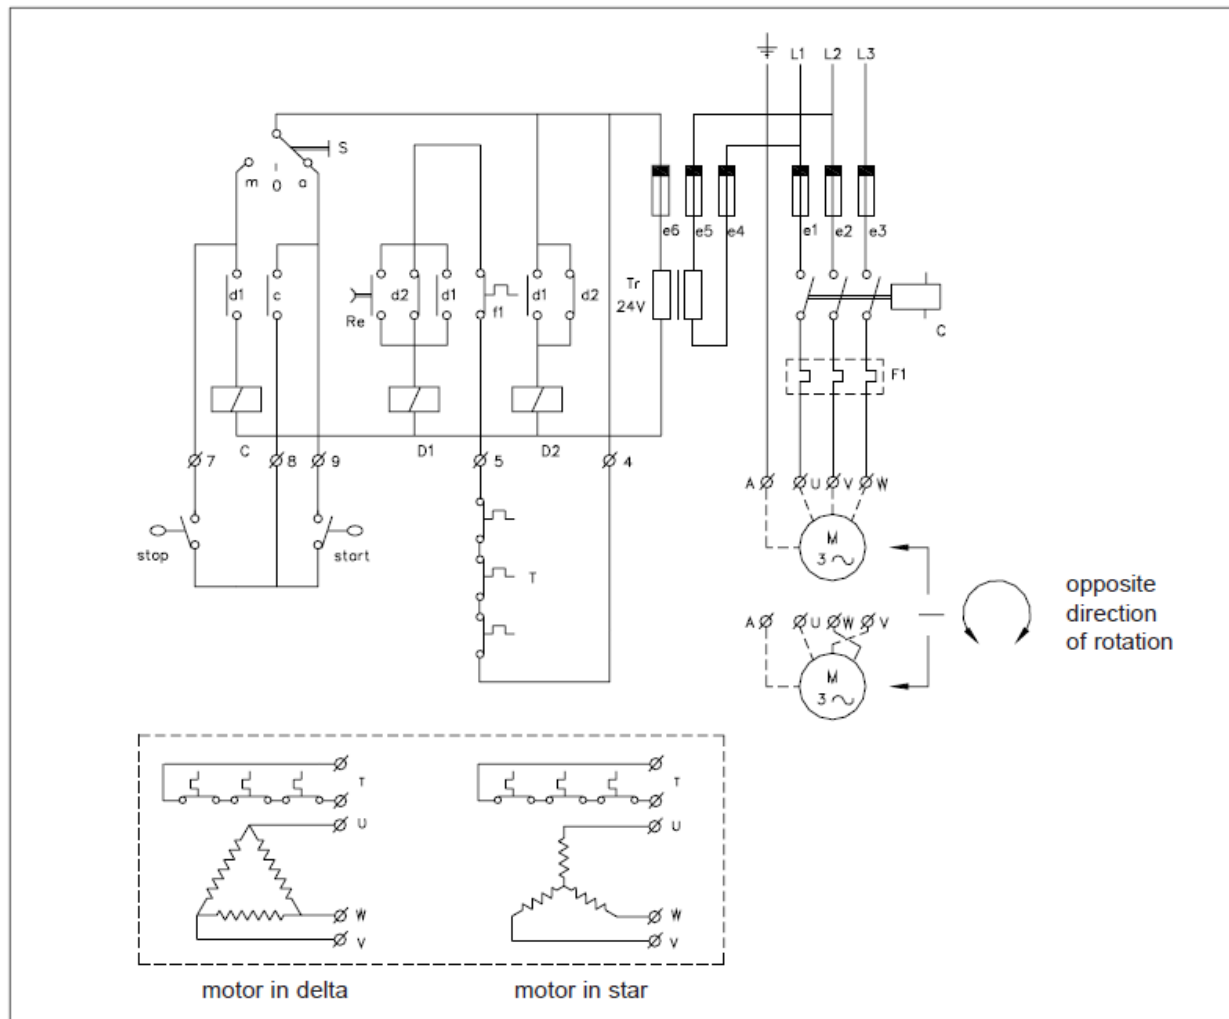 L1 L2 L3
S
m 0 a
e6 e5 e4 e1 e2 e3
d1 c d2 d1 f1 d1 d2
Re
Tr
24V
C
F1
C D1 D2
7 8 9 5 4
A U V W
stop start
T
M
3
opposite
direction
of rotation
A U W V
M
3
T T
U U
W W
V V
motor in delta motor in star